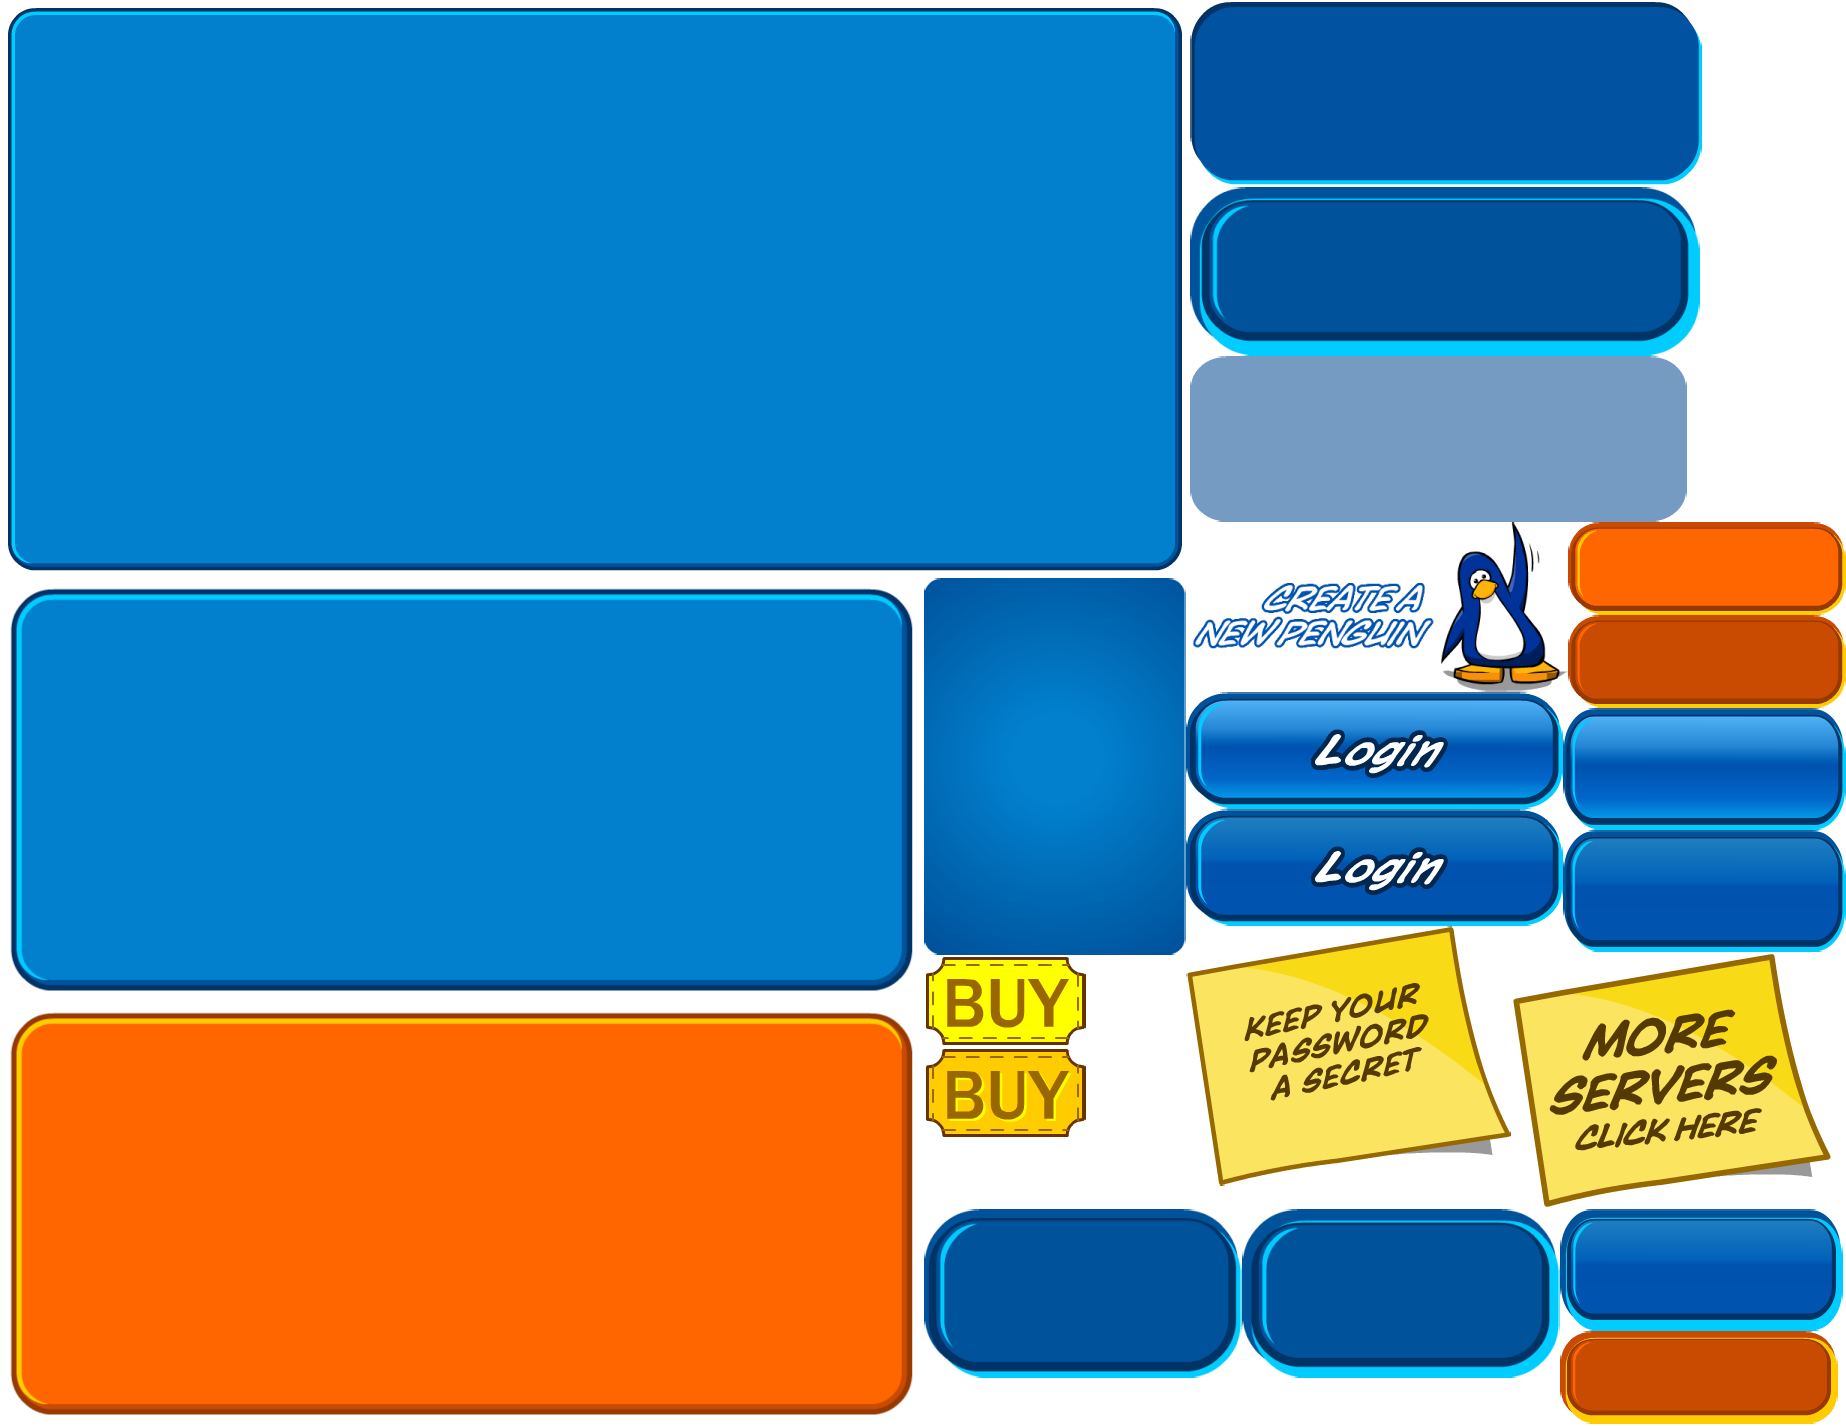 CREATE A
NEW PENGUIN
Login
Login
BUY
BUY
KEEP YOUR
PASSWORD
A SECRET
MORE
SERVERS
CLICK HERE